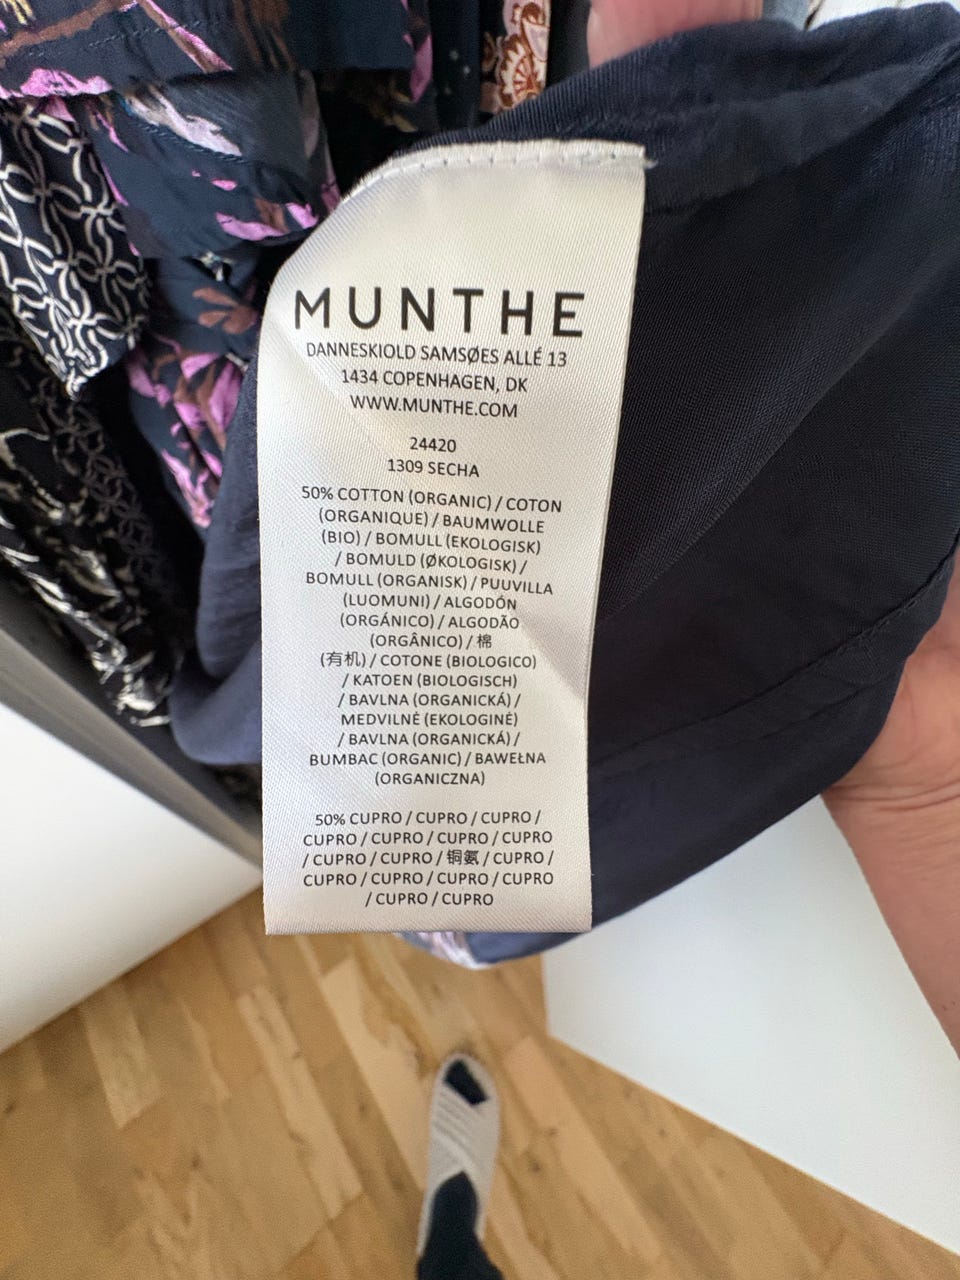 MUNTHE
DANNESKIOLD SAMSØES ALLÉ 13
1434 COPENHAGEN, DK
WWW.MUNTHE.COM
24420
1309 SECHA
50% COTTON (ORGANIC) / COTON
(ORGANIQUE) / BAUMWOLLE
(BIO) / BOMULL (EKOLOGISK)
/ BOMULD (ØKOLOGISK) /
BOMULL (ORGANISK) / PUUVILLA
(LUOMUNI) / ALGODÓN
(ORGÁNICO) / ALGODÃO
(ORGÂNICO) / 棉
(有机) / COTONE (BIOLOGICO)
/ KATOEN (BIOLOGISCH)
/ BAVLNA (ORGANICKÁ) /
MEDVILNĖ (EKOLOGINĖ)
/ BAVLNA (ORGANICKÁ) /
BUMBAC (ORGANIC) / BAWEŁNA
(ORGANICZNA)
50% CUPRO / CUPRO / CUPRO /
CUPRO / CUPRO / CUPRO / CUPRO
/ CUPRO / CUPRO / 铜氨 / CUPRO /
CUPRO / CUPRO / CUPRO / CUPRO
/ CUPRO / CUPRO